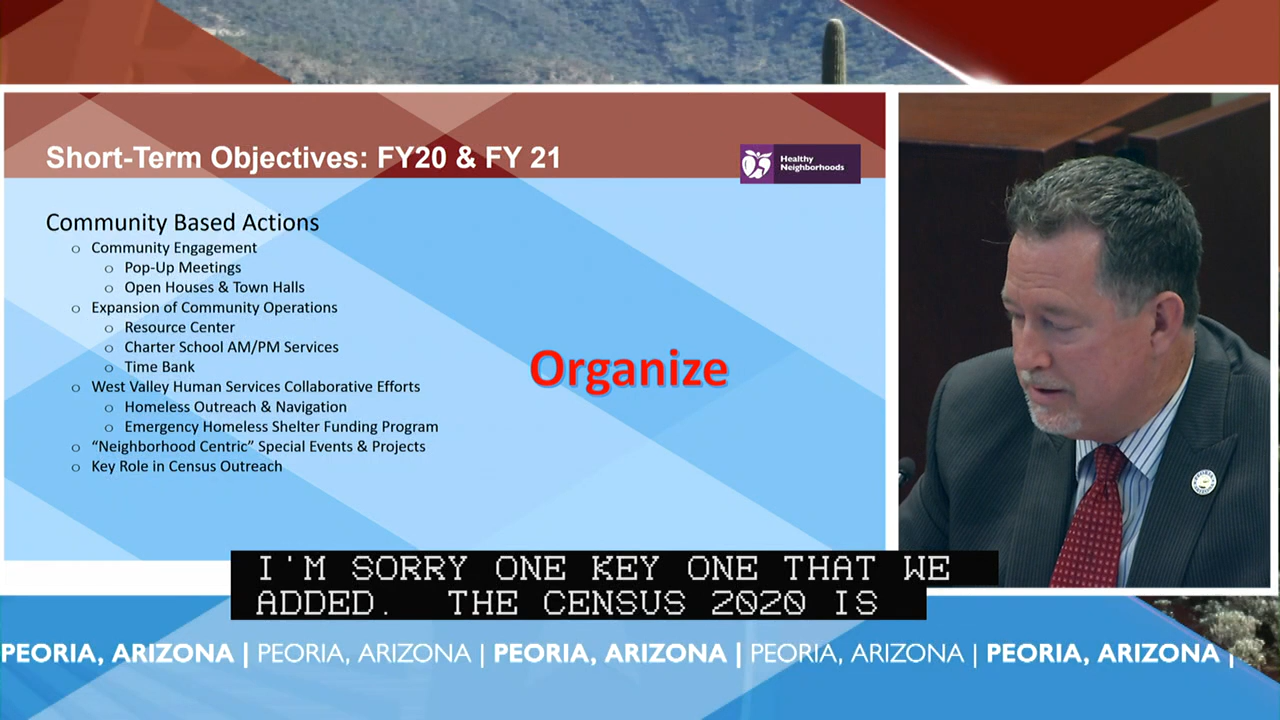 Short-Term Objectives: FY20 & FY 21
Healthy
Neighborhoods
Community Based Actions
o Community Engagement
o Pop-Up Meetings
o Open Houses & Town Halls
o Expansion of Community Operations
o Resource Center
o Charter School AM/PM Services
o Time Bank
o West Valley Human Services Collaborative Efforts
o Homeless Outreach & Navigation
o Emergency Homeless Shelter Funding Program
o “Neighborhood Centric” Special Events & Projects
o Key Role in Census Outreach
Organize
I'M SORRY ONE KEY ONE THAT WE
ADDED. THE CENSUS 2020 IS
PEORIA, ARIZONA | PEORIA, ARIZONA | PEORIA, ARIZONA | PEORIA, ARIZONA | PEORIA, ARIZONA |